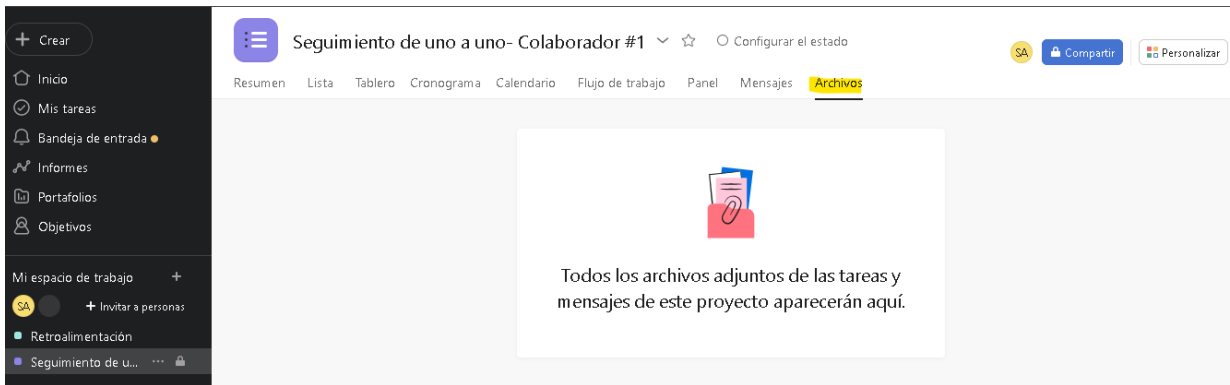 Crear
Inicio
Mis tareas
Bandeja de entrada
Informes
Portafolios
Objetivos
Mi espacio de trabajo +
SA + Invitar a personas
Retroalimentación
Seguimiento de u... ...
Seguimiento de uno a uno- Colaborador #1 Configurar el estado
SA Compartir Personalizar
Resumen Lista Tablero Cronograma Calendario Flujo de trabajo Panel Mensajes Archivos
Todos los archivos adjuntos de las tareas y
mensajes de este proyecto aparecerán aquí.